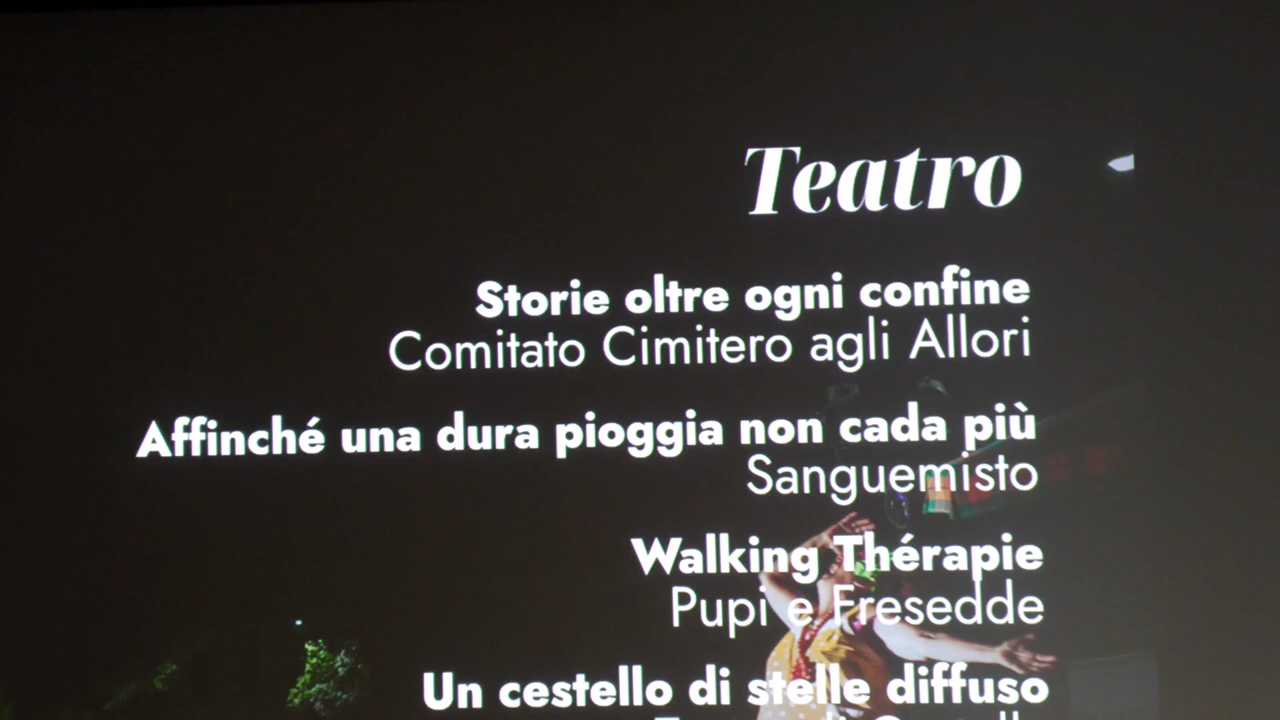 Teatro
Storie oltre ogni confine
Comitato Cimitero agli Allori
Affinché una dura pioggia non cada più
Sanguemisto
Walking Thérapie
Pupi e Fresedde
Un cestello di stelle diffuso